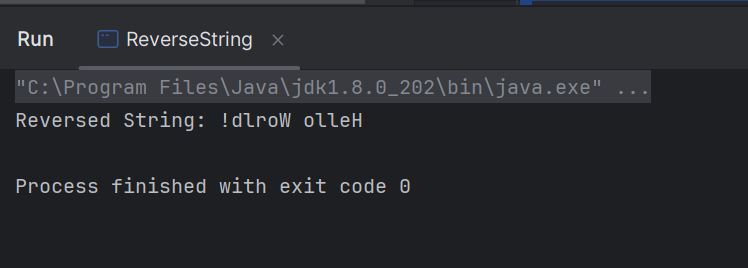 Run ReverseString
"C:\Program Files\Java\jdk1.8.0_202\bin\java.exe" ...
Reversed String: !dlroW olleH
Process finished with exit code 0